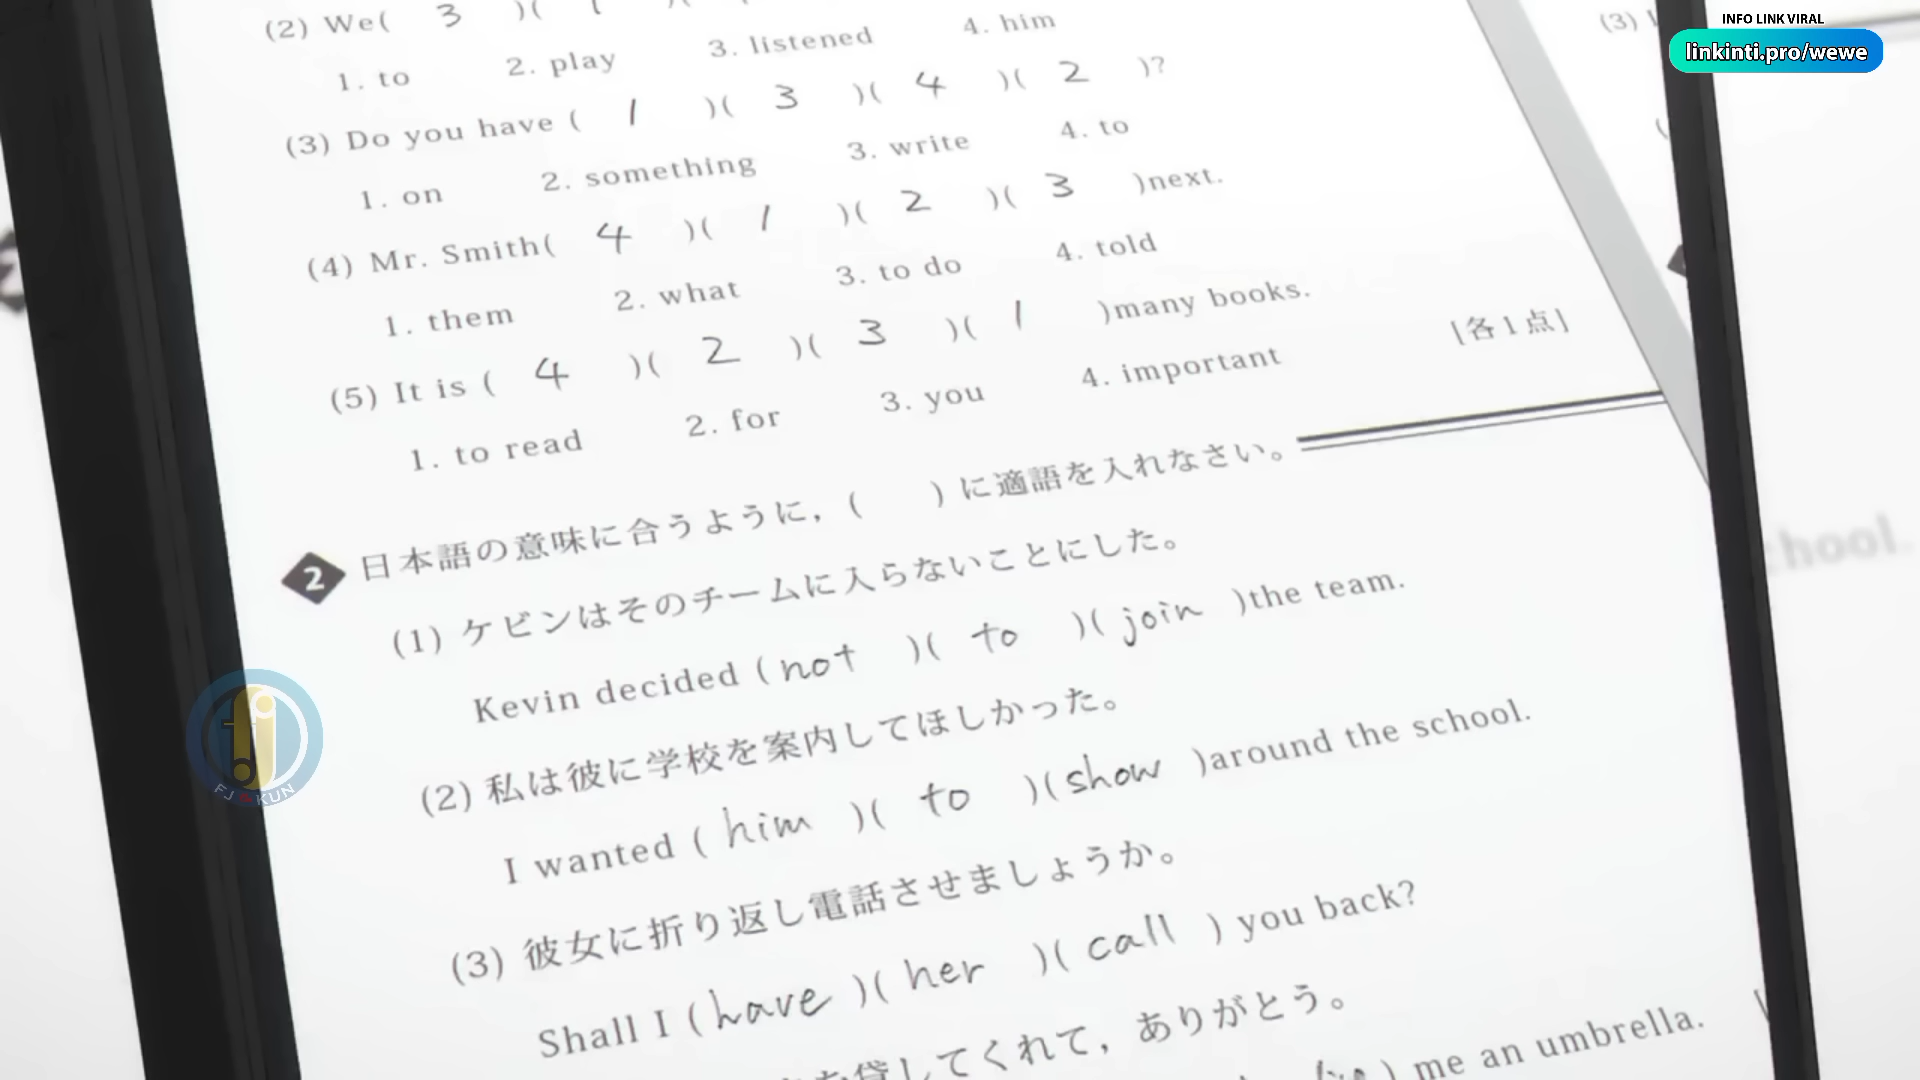 INFO LINK VIRAL
linkinti.pro/wewe
(2) We( 3 )(
1. to 2. play 3. listened 4. him
(3) Do you have ( 1 )( 3 )( 4 )( 2 )?
1. on 2. something 3. write 4. to
(4) Mr. Smith( 4 )( 1 )( 2 )( 3 )next.
1. them 2. what 3. to do 4. told
(5) It is ( 4 )( 2 )( 3 )( 1 )many books.
1. to read 2. for 3. you 4. important
[各1点]
2 日本語の意味に合うように，( )に適語を入れなさい。
(1) ケビンはそのチームに入らないことにした。
Kevin decided (not )( to )( join )the team.
(2) 私は彼に学校を案内してほしかった。
I wanted ( him )( to )(show )around the school.
(3) 彼女に折り返し電話させましょうか。
Shall I (have )( her )( call ) you back?
を貸してくれて，ありがとう。
) me an umbrella.
(3)
school.
FJ KUN